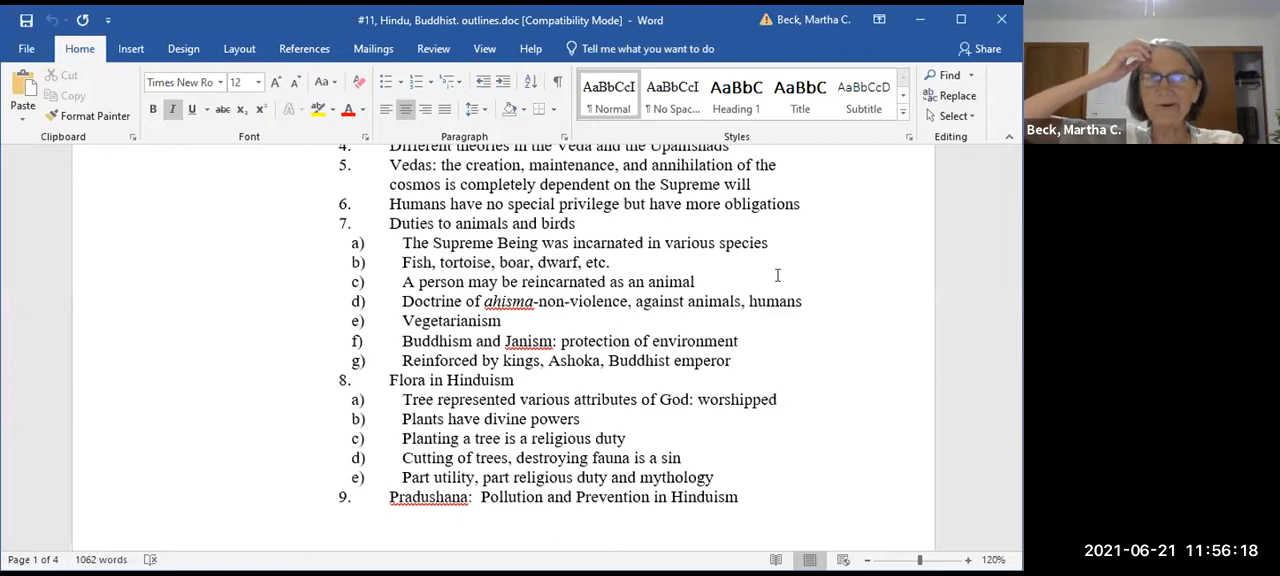 #11, Hindu, Buddhist. outlines.doc [Compatibility Mode] - Word
Beck, Martha C.
File Home Insert Design Layout References Mailings Review View Help Tell me what you want to do Share
Paste
Cut
Copy
Format Painter
Clipboard
Times New Ro 12
Font
Paragraph
AaBbCcI AaBbCcI AaBbC AaBbC AaBbCcD
¶ Normal ¶ No Spac... Heading 1 Title Subtitle
Styles
Find
Replace
Select
Editing
4. Different theories in the Veda and the Upanishads
5. Vedas: the creation, maintenance, and annihilation of the
cosmos is completely dependent on the Supreme will
6. Humans have no special privilege but have more obligations
7. Duties to animals and birds
a) The Supreme Being was incarnated in various species
b) Fish, tortoise, boar, dwarf, etc.
c) A person may be reincarnated as an animal
d) Doctrine of ahisma-non-violence, against animals, humans
e) Vegetarianism
f) Buddhism and Janism: protection of environment
g) Reinforced by kings, Ashoka, Buddhist emperor
8. Flora in Hinduism
a) Tree represented various attributes of God: worshipped
b) Plants have divine powers
c) Planting a tree is a religious duty
d) Cutting of trees, destroying fauna is a sin
e) Part utility, part religious duty and mythology
9. Pradushana: Pollution and Prevention in Hinduism
Page 1 of 4 1062 words
120%
Beck, Martha C.
2021-06-21 11:56:18